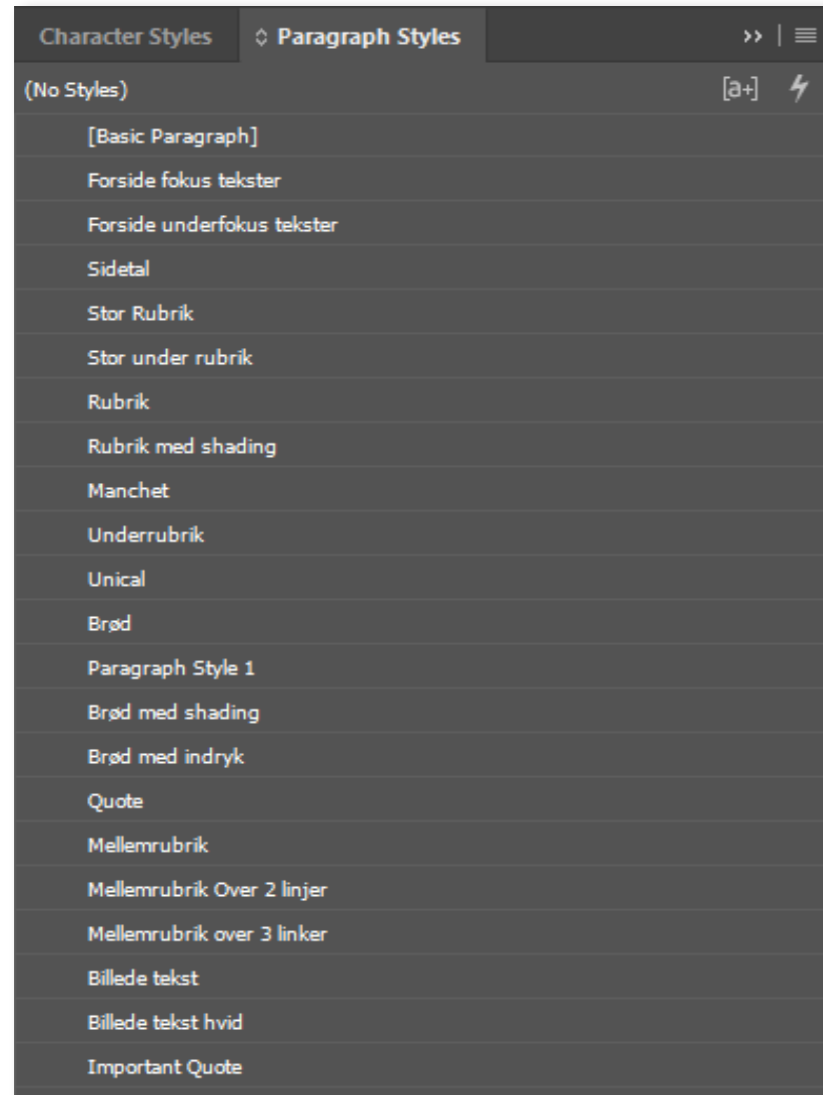 Character Styles
Paragraph Styles
(No Styles)
[a+]
[Basic Paragraph]
Forside fokus tekster
Forside underfokus tekster
Sidetal
Stor Rubrik
Stor under rubrik
Rubrik
Rubrik med shading
Manchet
Underrubrik
Unical
Brød
Paragraph Style 1
Brød med shading
Brød med indryk
Quote
Mellemrubrik
Mellemrubrik Over 2 linjer
Mellemrubrik over 3 linker
Billede tekst
Billede tekst hvid
Important Quote